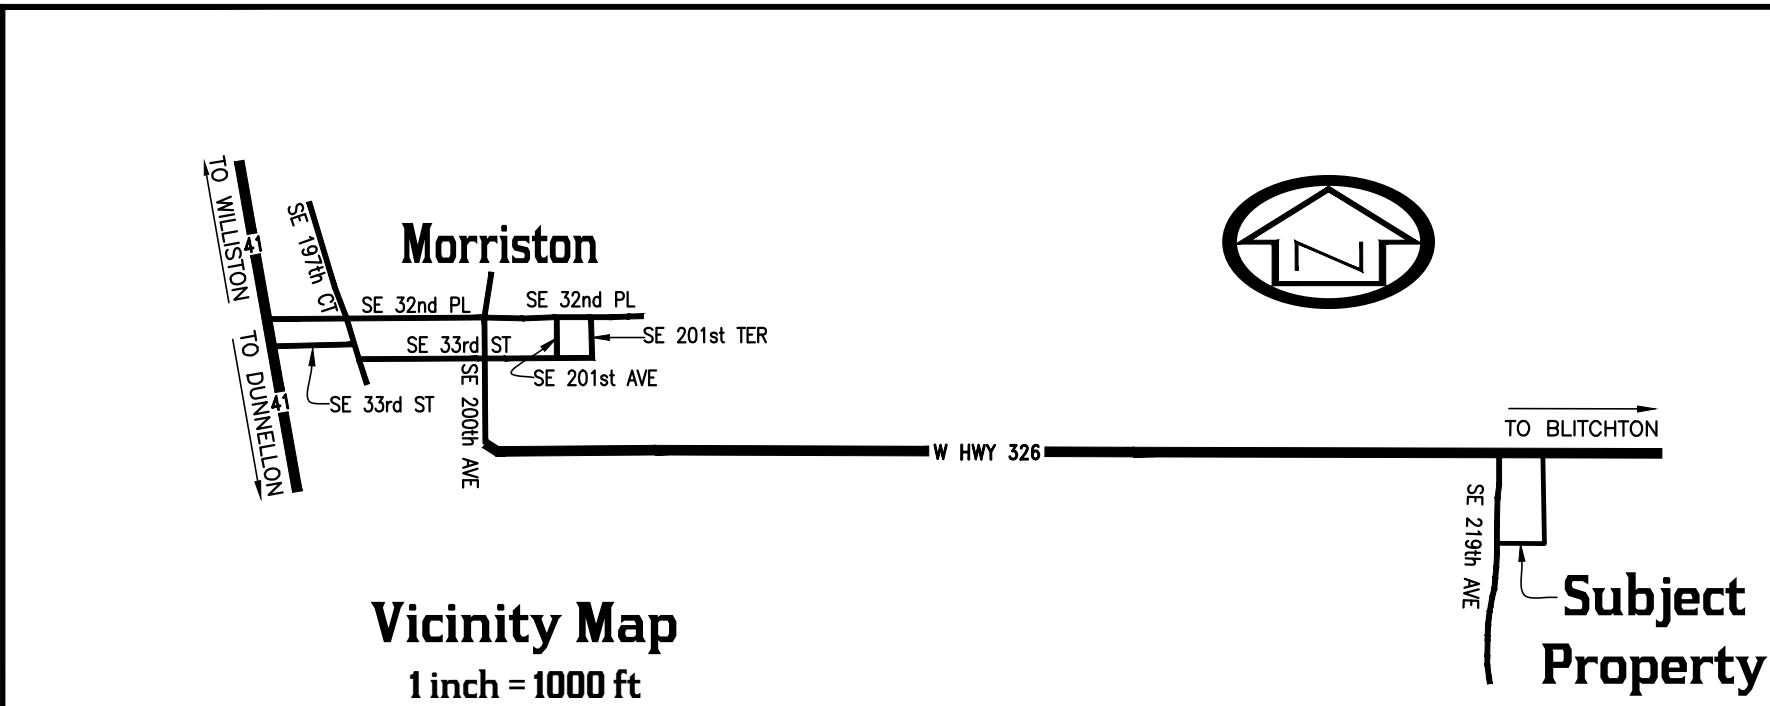 TO WILLISTON
41
SE 197th CT
Morriston
SE 32nd PL
SE 32nd PL
SE 201st TER
SE 33rd ST
SE 201st AVE
TO DUNNELLON
41
SE 33rd ST
SE 200th AVE
N
W HWY 326
TO BLITCHTON
SE 219th AVE
Subject
Property
Vicinity Map
1 inch = 1000 ft